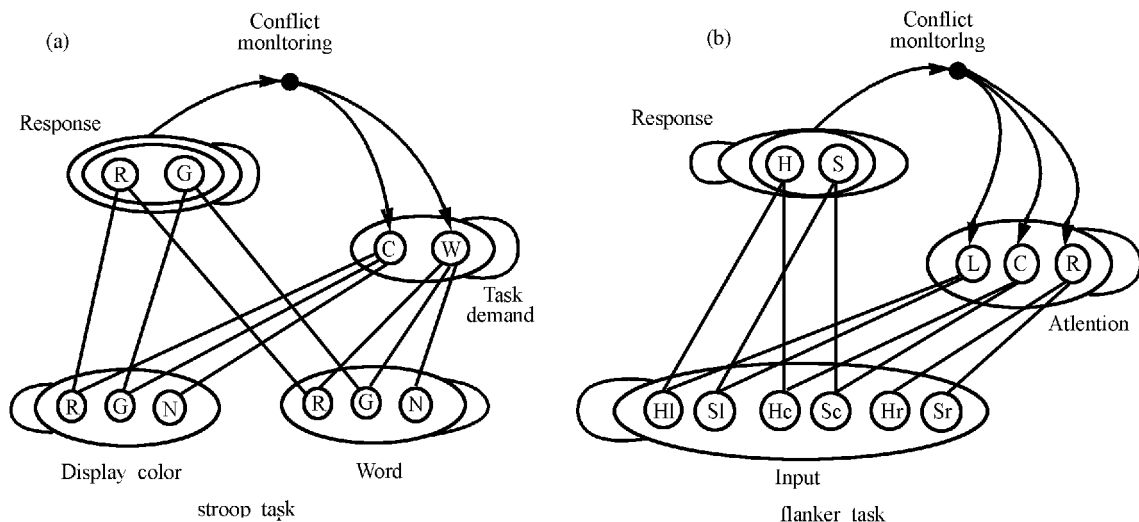 (a)
Conflict
monltoring
Response
R G
C W
Task
demand
R G N
R G N
Display color
Word
stroop task
(b)
Conflict
monltorlng
Response
H S
L C R
Atlention
Hl Sl Hc Sc Hr Sr
Input
flanker task